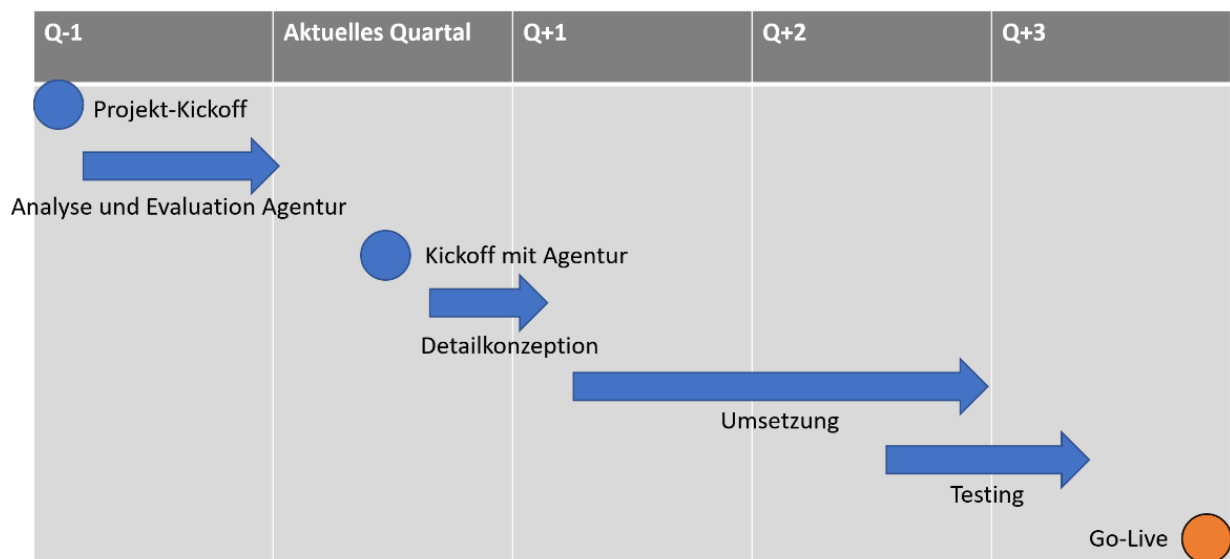 Q-1
Aktuelles Quartal
Q+1
Q+2
Q+3
Projekt-Kickoff
Analyse und Evaluation Agentur
Kickoff mit Agentur
Detailkonzeption
Umsetzung
Testing
Go-Live